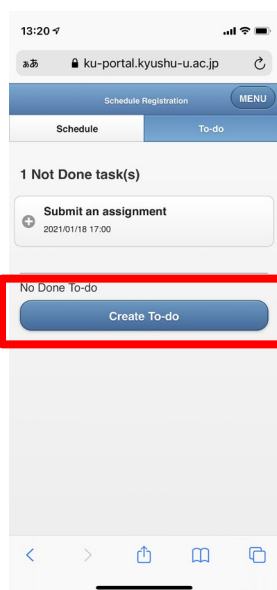 13:20
ぁあ ku-portal.kyushu-u.ac.jp
Schedule Registration MENU
Schedule To-do
1 Not Done task(s)
Submit an assignment
2021/01/18 17:00
No Done To-do
Create To-do